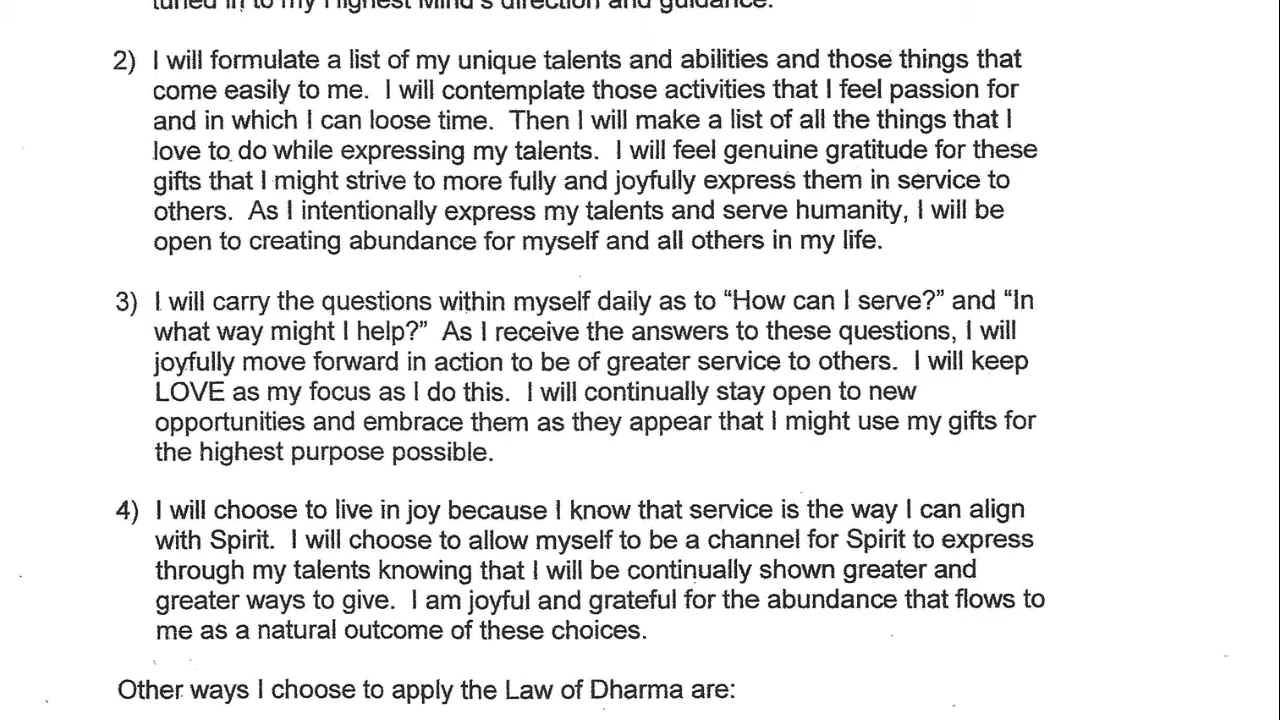 tuned in to my Highest Mind's direction and guidance.
2) I will formulate a list of my unique talents and abilities and those things that
come easily to me. I will contemplate those activities that I feel passion for
and in which I can loose time. Then I will make a list of all the things that I
love to do while expressing my talents. I will feel genuine gratitude for these
gifts that I might strive to more fully and joyfully express them in service to
others. As I intentionally express my talents and serve humanity, I will be
open to creating abundance for myself and all others in my life.
3) I will carry the questions within myself daily as to “How can I serve?” and “In
what way might I help?” As I receive the answers to these questions, I will
joyfully move forward in action to be of greater service to others. I will keep
LOVE as my focus as I do this. I will continually stay open to new
opportunities and embrace them as they appear that I might use my gifts for
the highest purpose possible.
4) I will choose to live in joy because I know that service is the way I can align
with Spirit. I will choose to allow myself to be a channel for Spirit to express
through my talents knowing that I will be continually shown greater and
greater ways to give. I am joyful and grateful for the abundance that flows to
me as a natural outcome of these choices.
Other ways I choose to apply the Law of Dharma are: